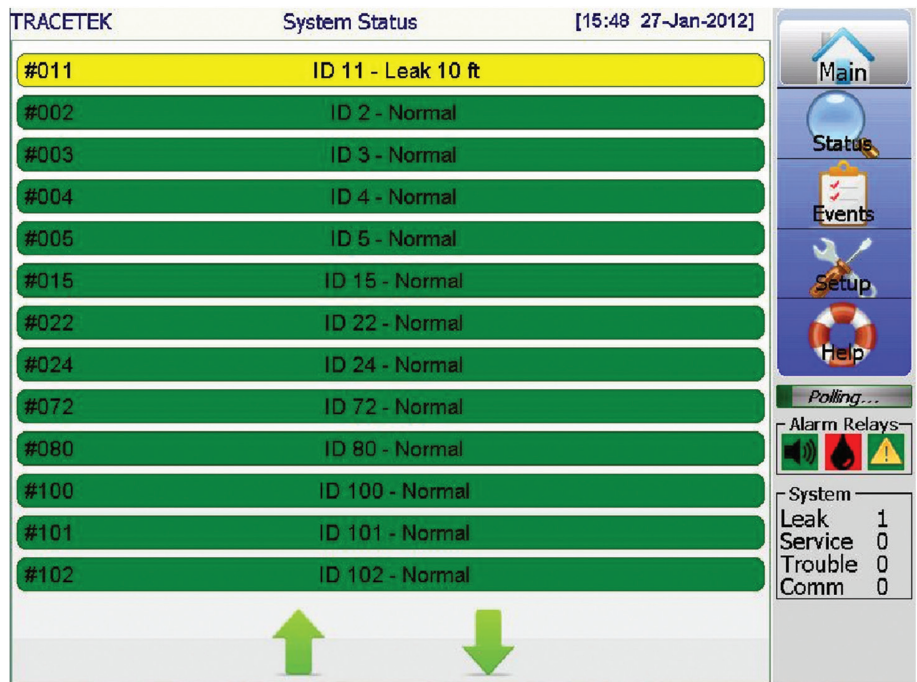 TRACETEK System Status [15:48 27-Jan-2012]
#011 ID 11 - Leak 10 ft
#002 ID 2 - Normal
#003 ID 3 - Normal
#004 ID 4 - Normal
#005 ID 5 - Normal
#015 ID 15 - Normal
#022 ID 22 - Normal
#024 ID 24 - Normal
#072 ID 72 - Normal
#080 ID 80 - Normal
#100 ID 100 - Normal
#101 ID 101 - Normal
#102 ID 102 - Normal
Main
Status
Events
Setup
Help
Polling...
Alarm Relays
System
Leak 1
Service 0
Trouble 0
Comm 0